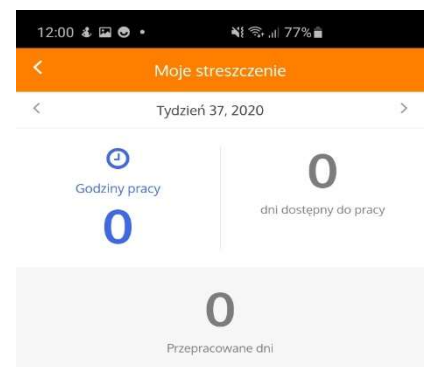 12:00 77%
Moje streszczenie
Tydzień 37, 2020
Godziny pracy
0
0
dni dostępny do pracy
0
Przepracowane dni